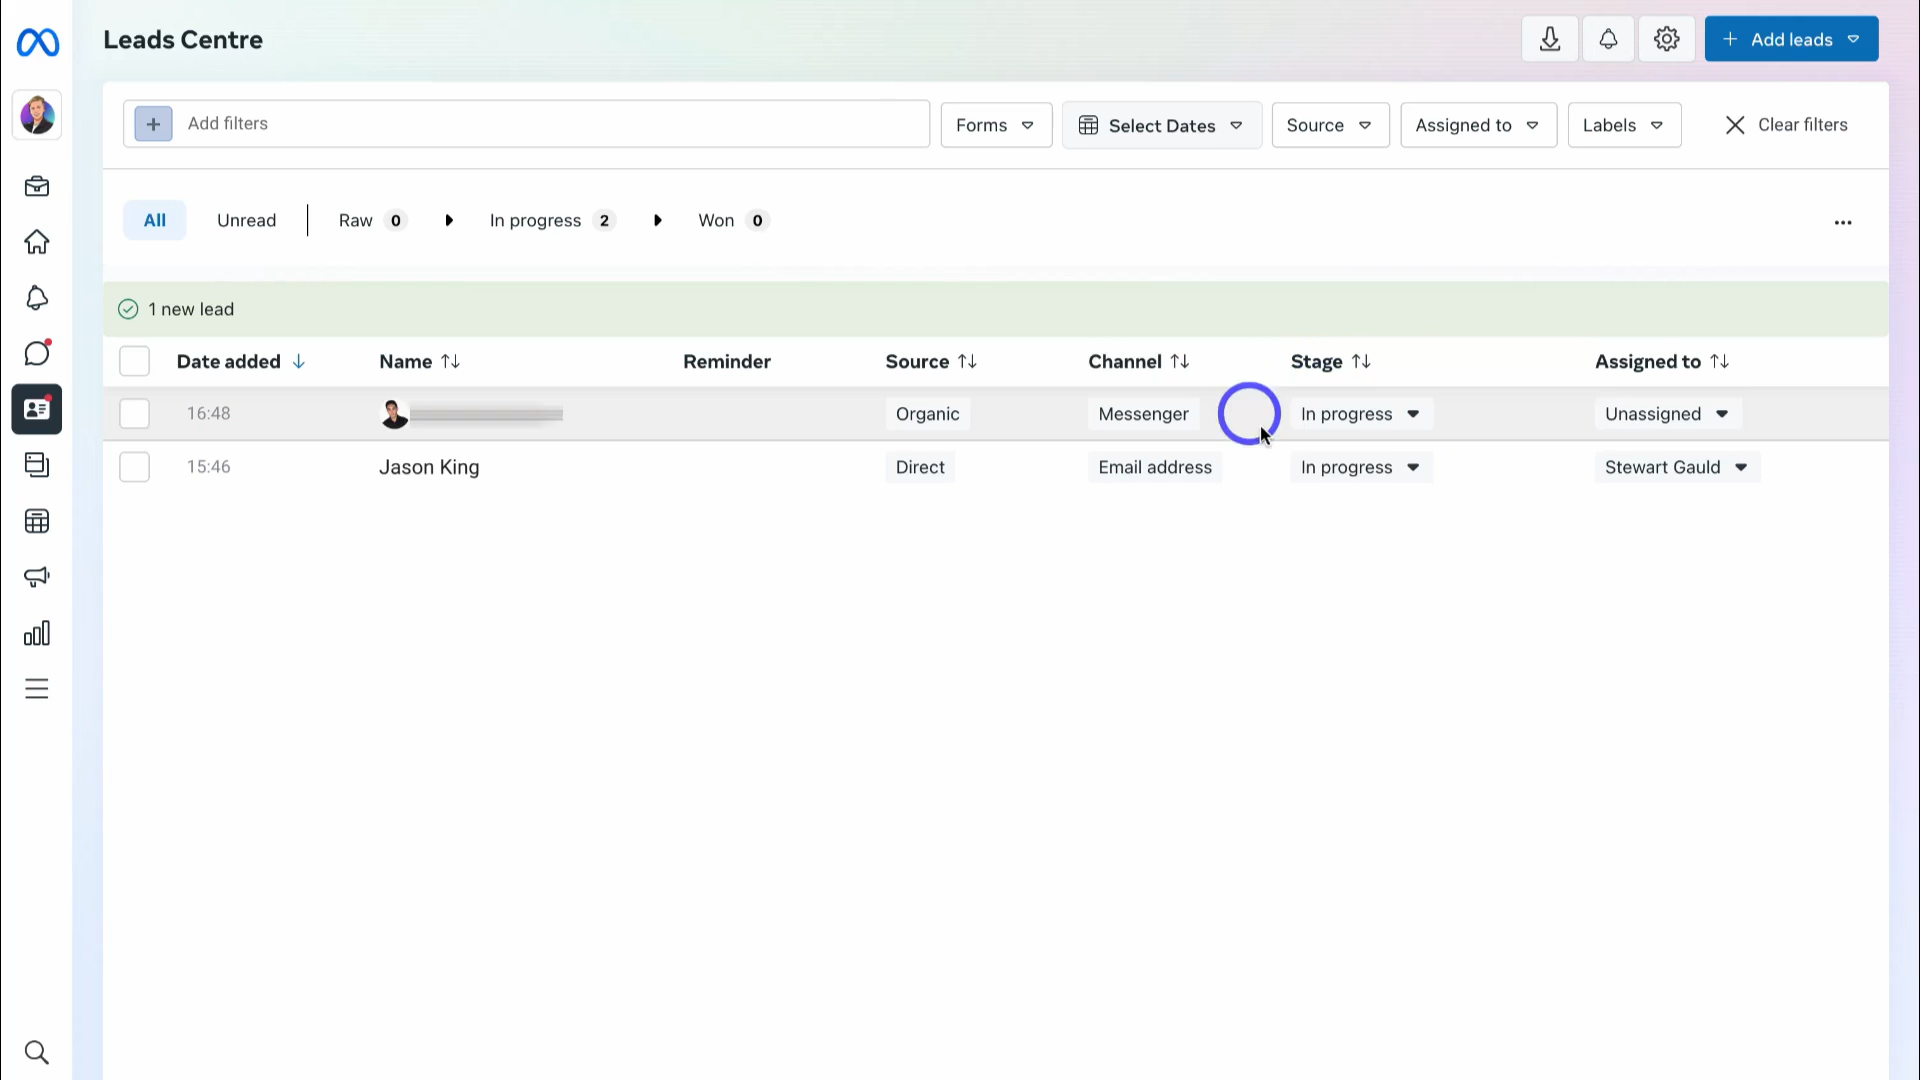 Leads Centre
Add leads
Add filters
Forms
Select Dates
Source
Assigned to
Labels
Clear filters
All
Unread
Raw 0
In progress 2
Won 0
1 new lead
Date added Name Reminder Source Channel Stage Assigned to
16:48 Organic Messenger In progress Unassigned
15:46 Jason King Direct Email address In progress Stewart Gauld